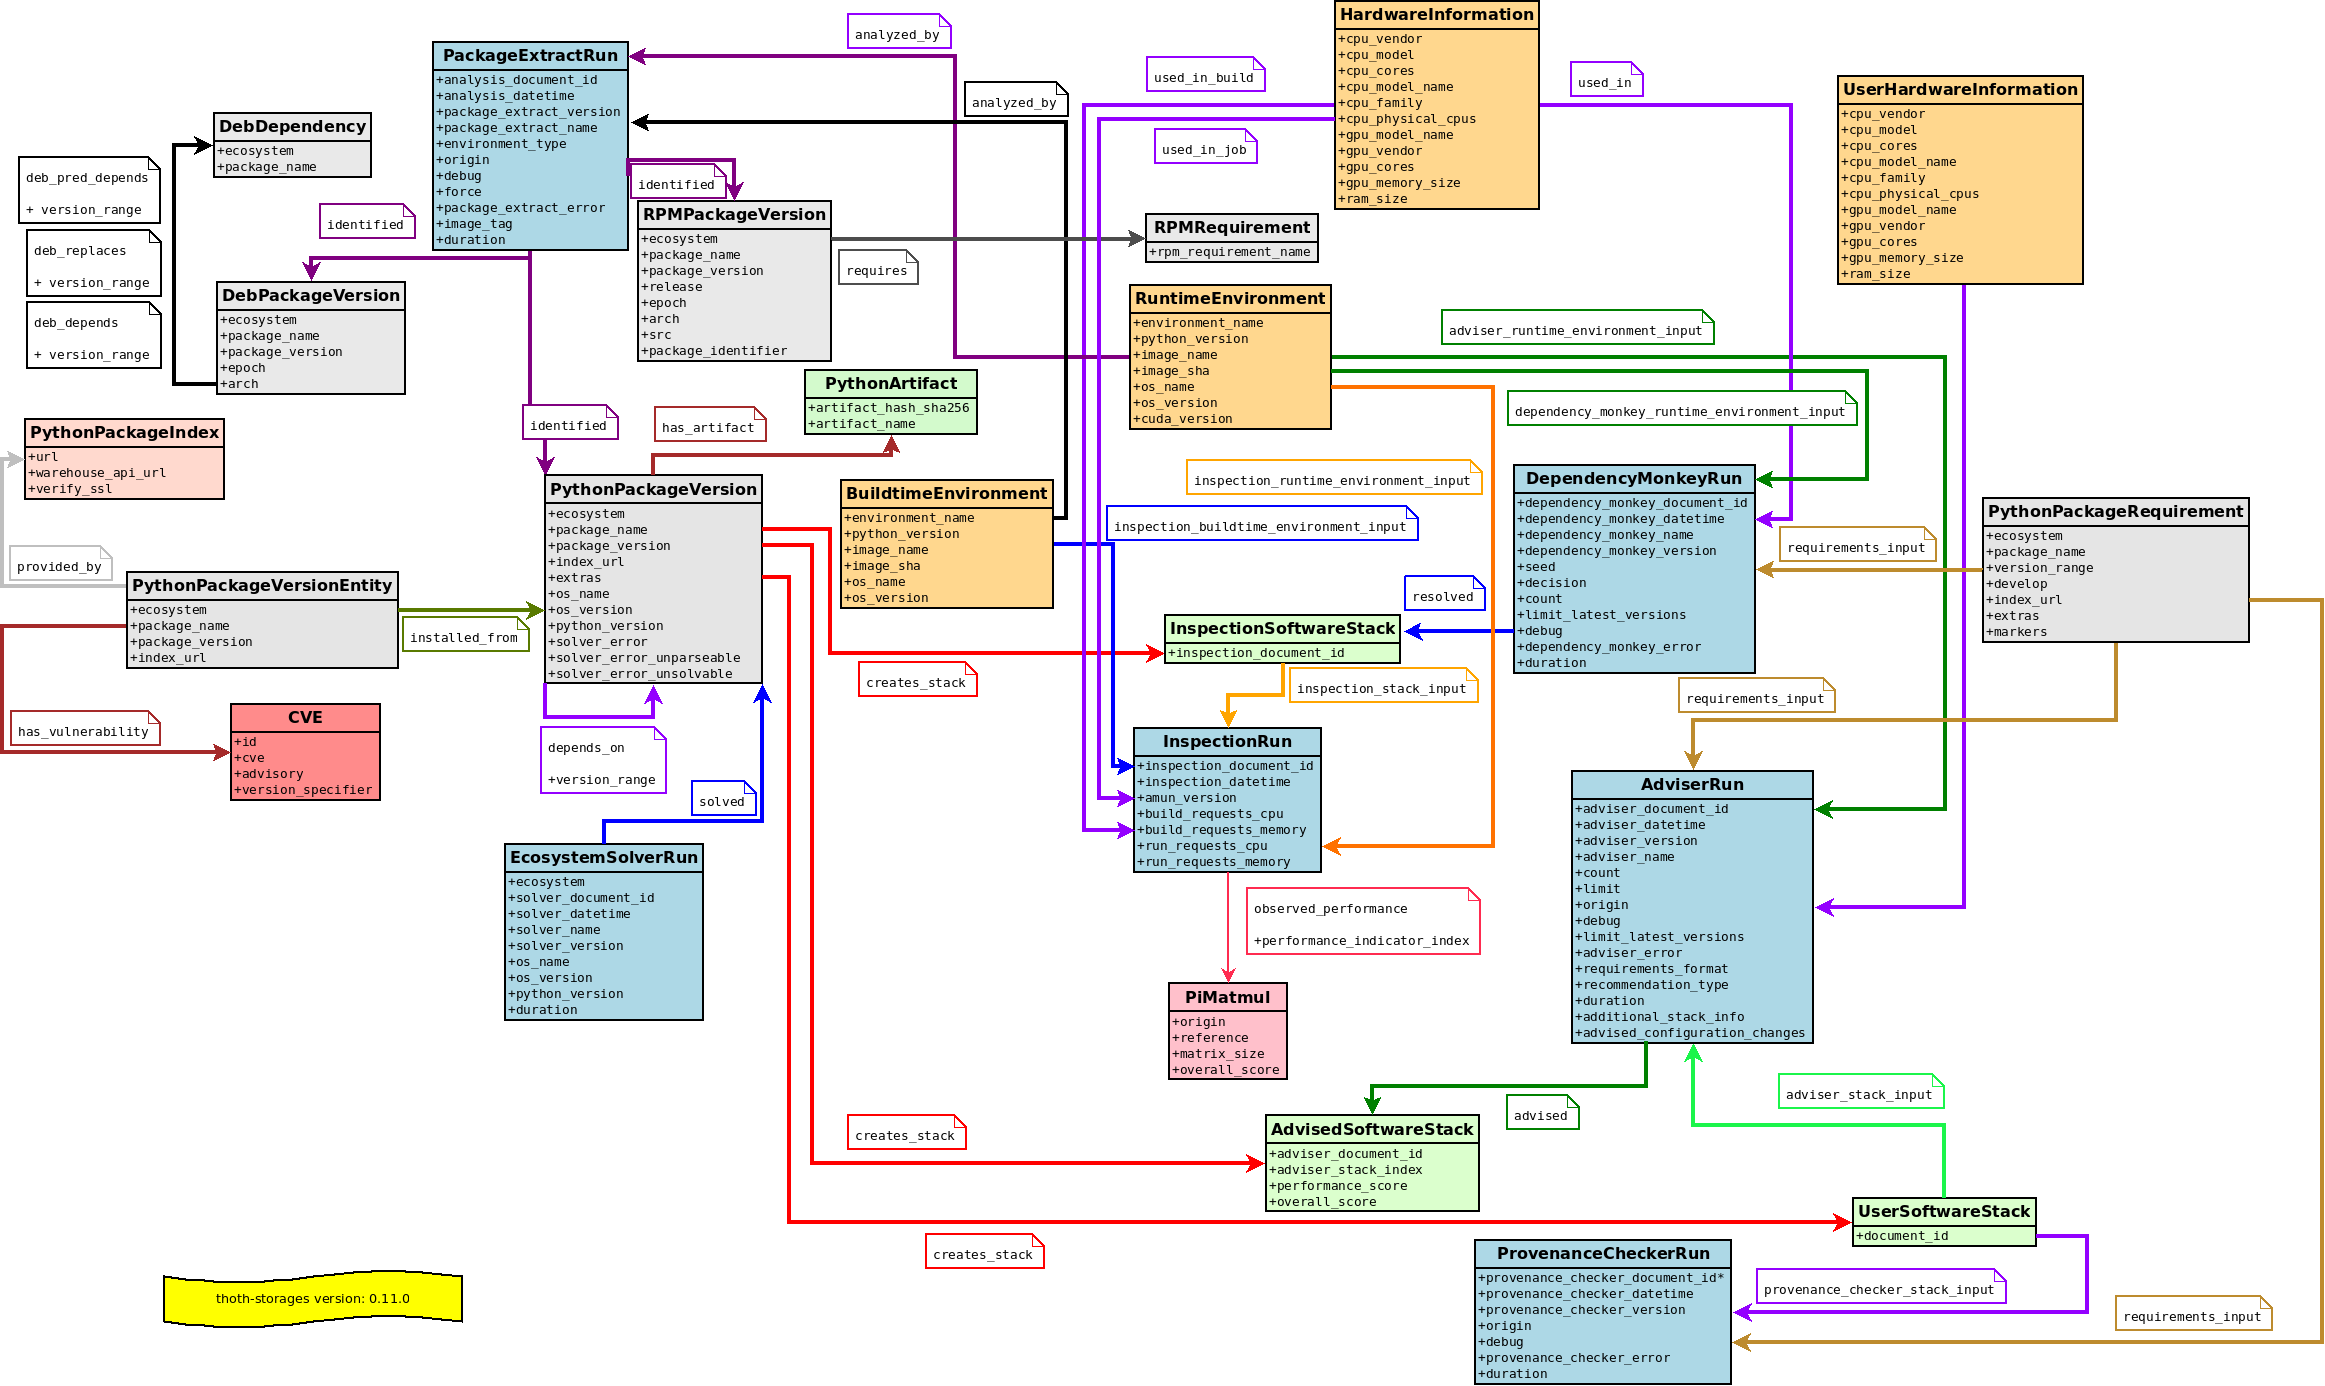 analyzed_by
HardwareInformation
+cpu_vendor
+cpu_model
+cpu_cores
+cpu_model_name
+cpu_family
+cpu_physical_cpus
+gpu_model_name
+gpu_vendor
+gpu_cores
+gpu_memory_size
+ram_size
PackageExtractRun
+analysis_document_id
+analysis_datetime
+package_extract_version
+package_extract_name
+environment_type
+origin
+debug
+force
+package_extract_error
+image_tag
+duration
used_in_build
used_in
UserHardwareInformation
+cpu_vendor
+cpu_model
+cpu_cores
+cpu_model_name
+cpu_family
+cpu_physical_cpus
+gpu_model_name
+gpu_vendor
+gpu_cores
+gpu_memory_size
+ram_size
analyzed_by
DebDependency
+ecosystem
+package_name
used_in_job
deb_pred_depends
+ version_range
identified
identified
RPMPackageVersion
+ecosystem
+package_name
+package_version
+release
+epoch
+arch
+src
+package_identifier
RPMRequirement
+rpm_requirement_name
deb_replaces
+ version_range
requires
DebPackageVersion
+ecosystem
+package_name
+package_version
+epoch
+arch
RuntimeEnvironment
+environment_name
+python_version
+image_name
+image_sha
+os_name
+os_version
+cuda_version
deb_depends
+ version_range
adviser_runtime_environment_input
PythonArtifact
+artifact_hash_sha256
+artifact_name
dependency_monkey_runtime_environment_input
identified
has_artifact
PythonPackageIndex
+url
+warehouse_api_url
+verify_ssl
inspection_runtime_environment_input
DependencyMonkeyRun
+dependency_monkey_document_id
+dependency_monkey_datetime
+dependency_monkey_name
+dependency_monkey_version
+seed
+decision
+count
+limit_latest_versions
+debug
+dependency_monkey_error
+duration
PythonPackageVersion
+ecosystem
+package_name
+package_version
+index_url
+extras
+os_name
+os_version
+python_version
+solver_error
+solver_error_unparseable
+solver_error_unsolvable
BuildtimeEnvironment
+environment_name
+python_version
+image_name
+image_sha
+os_name
+os_version
inspection_buildtime_environment_input
PythonPackageRequirement
+ecosystem
+package_name
+version_range
+develop
+index_url
+extras
+markers
requirements_input
provided_by
PythonPackageVersionEntity
+ecosystem
+package_name
+package_version
+index_url
resolved
installed_from
InspectionSoftwareStack
+inspection_document_id
creates_stack
inspection_stack_input
requirements_input
has_vulnerability
CVE
+id
+cve
+advisory
+version_specifier
depends_on
+version_range
InspectionRun
+inspection_document_id
+inspection_datetime
+amun_version
+build_requests_cpu
+build_requests_memory
+run_requests_cpu
+run_requests_memory
solved
AdviserRun
+adviser_document_id
+adviser_datetime
+adviser_version
+adviser_name
+count
+limit
+origin
+debug
+limit_latest_versions
+adviser_error
+requirements_format
+recommendation_type
+duration
+additional_stack_info
+advised_configuration_changes
EcosystemSolverRun
+ecosystem
+solver_document_id
+solver_datetime
+solver_name
+solver_version
+os_name
+os_version
+python_version
+duration
observed_performance
+performance_indicator_index
PiMatmul
+origin
+reference
+matrix_size
+overall_score
adviser_stack_input
advised
creates_stack
AdvisedSoftwareStack
+adviser_document_id
+adviser_stack_index
+performance_score
+overall_score
UserSoftwareStack
+document_id
creates_stack
ProvenanceCheckerRun
+provenance_checker_document_id*
+provenance_checker_datetime
+provenance_checker_version
+origin
+debug
+provenance_checker_error
+duration
provenance_checker_stack_input
requirements_input
thoth-storages version: 0.11.0